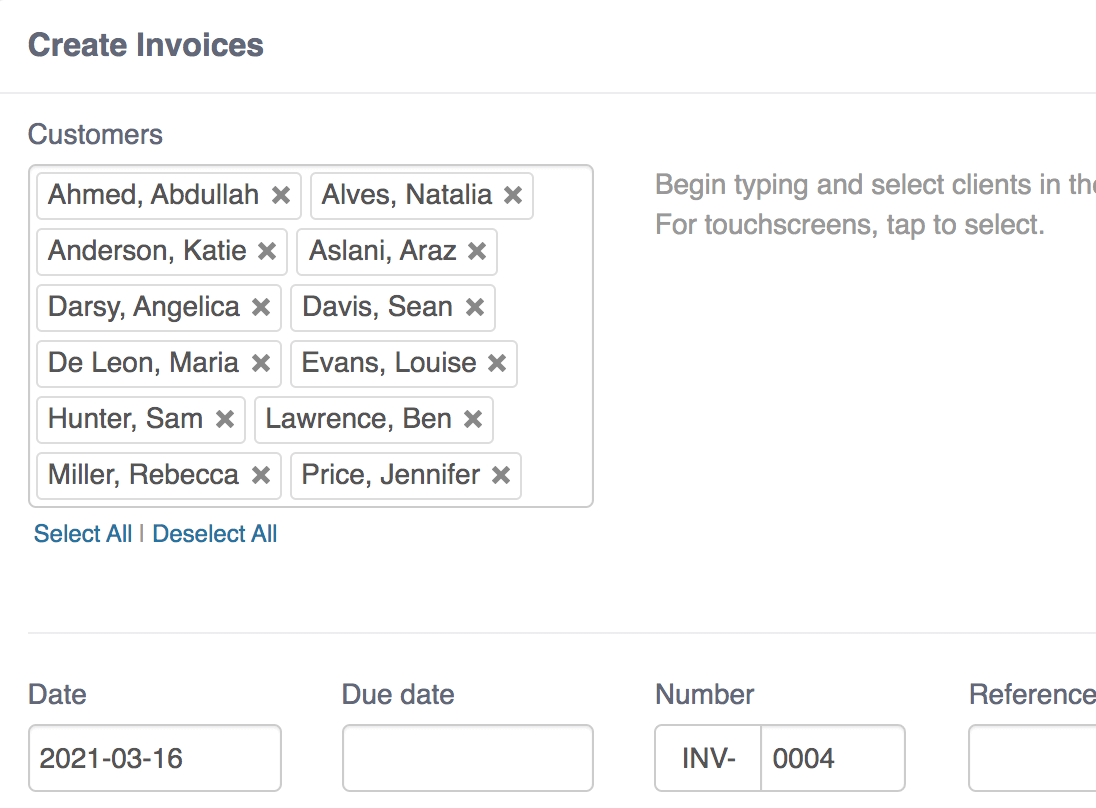 Create Invoices
Customers
Ahmed, Abdullah ✖ Alves, Natalia ✖
Anderson, Katie ✖ Aslani, Araz ✖
Darsy, Angelica ✖ Davis, Sean ✖
De Leon, Maria ✖ Evans, Louise ✖
Hunter, Sam ✖ Lawrence, Ben ✖
Miller, Rebecca ✖ Price, Jennifer ✖
Select All | Deselect All
Begin typing and select clients in the
For touchscreens, tap to select.
Date Due date Number Reference
2021-03-16 INV- 0004